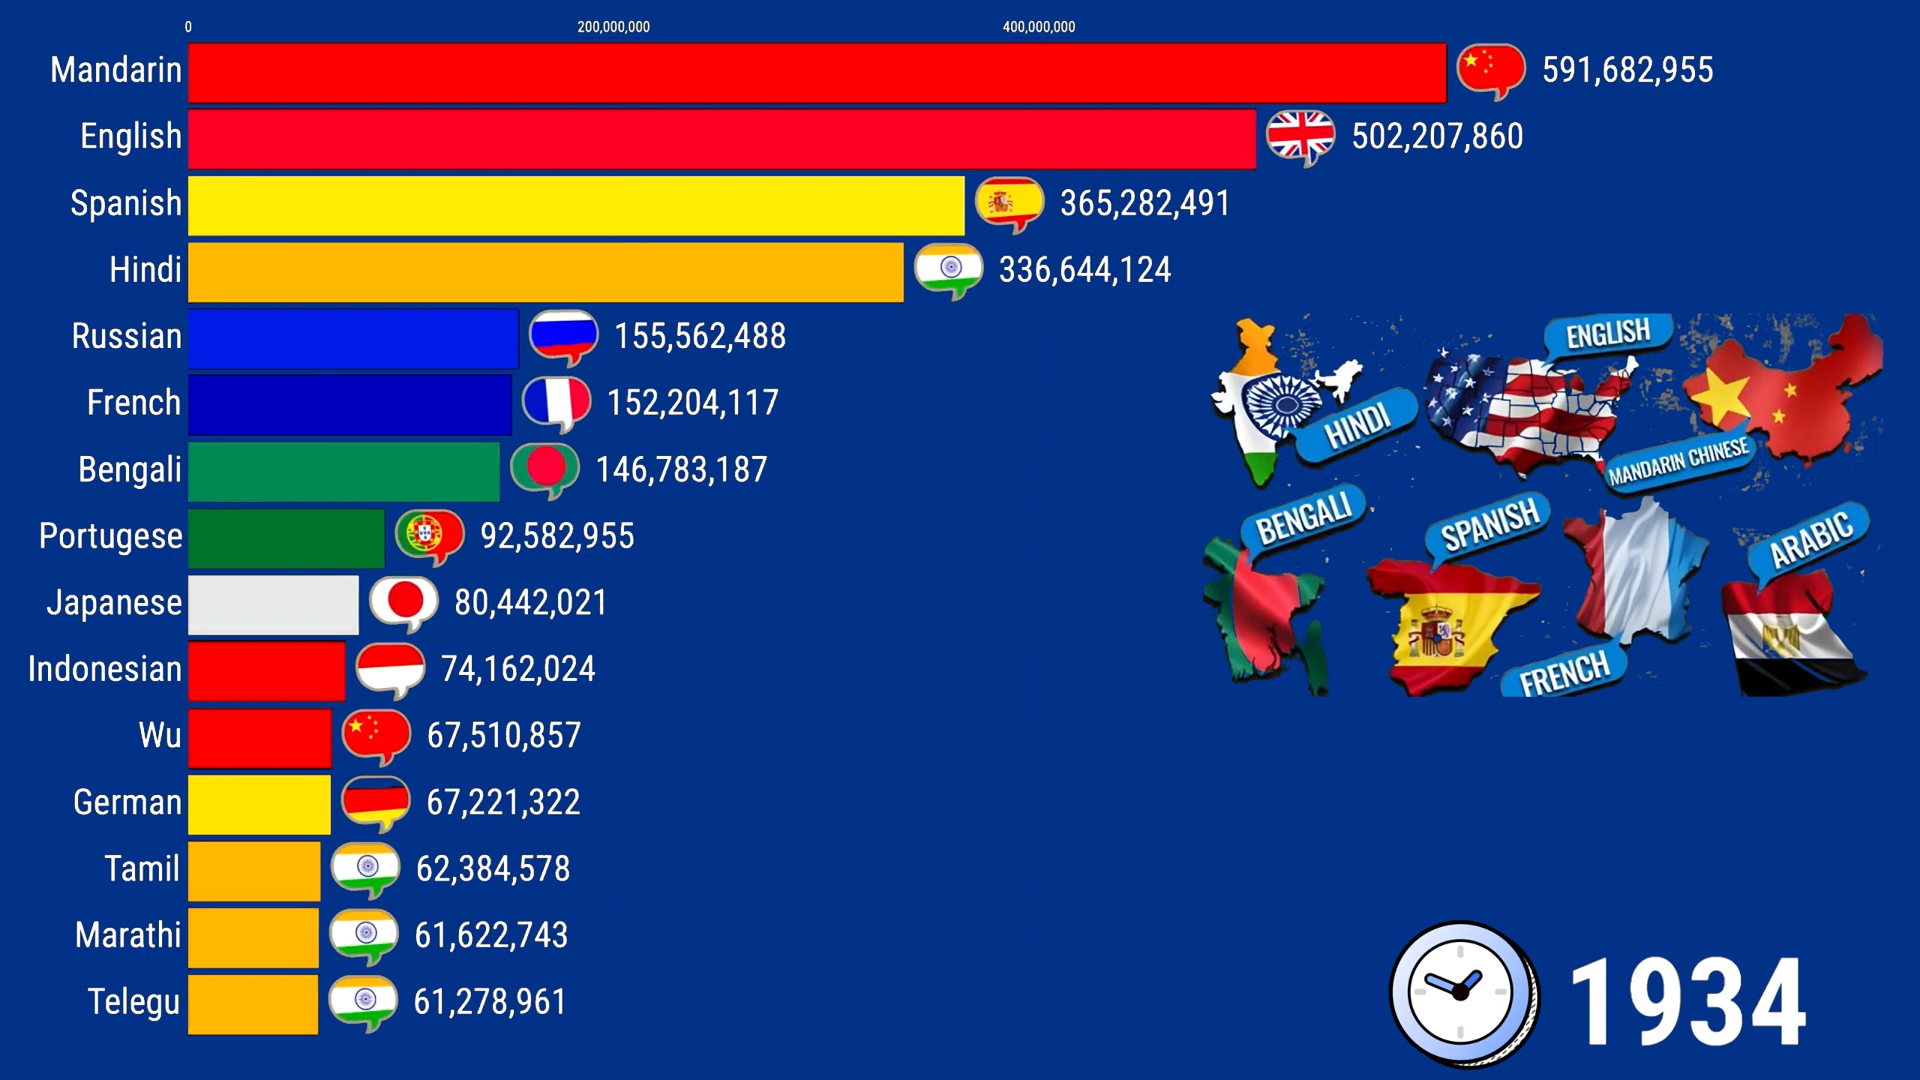 0 200,000,000 400,000,000
Mandarin 591,682,955
English 502,207,860
Spanish 365,282,491
Hindi 336,644,124
Russian 155,562,488
French 152,204,117
Bengali 146,783,187
Portugese 92,582,955
Japanese 80,442,021
Indonesian 74,162,024
Wu 67,510,857
German 67,221,322
Tamil 62,384,578
Marathi 61,622,743
Telegu 61,278,961
ENGLISH
HINDI
MANDARIN CHINESE
BENGALI
SPANISH
ARABIC
FRENCH
1934